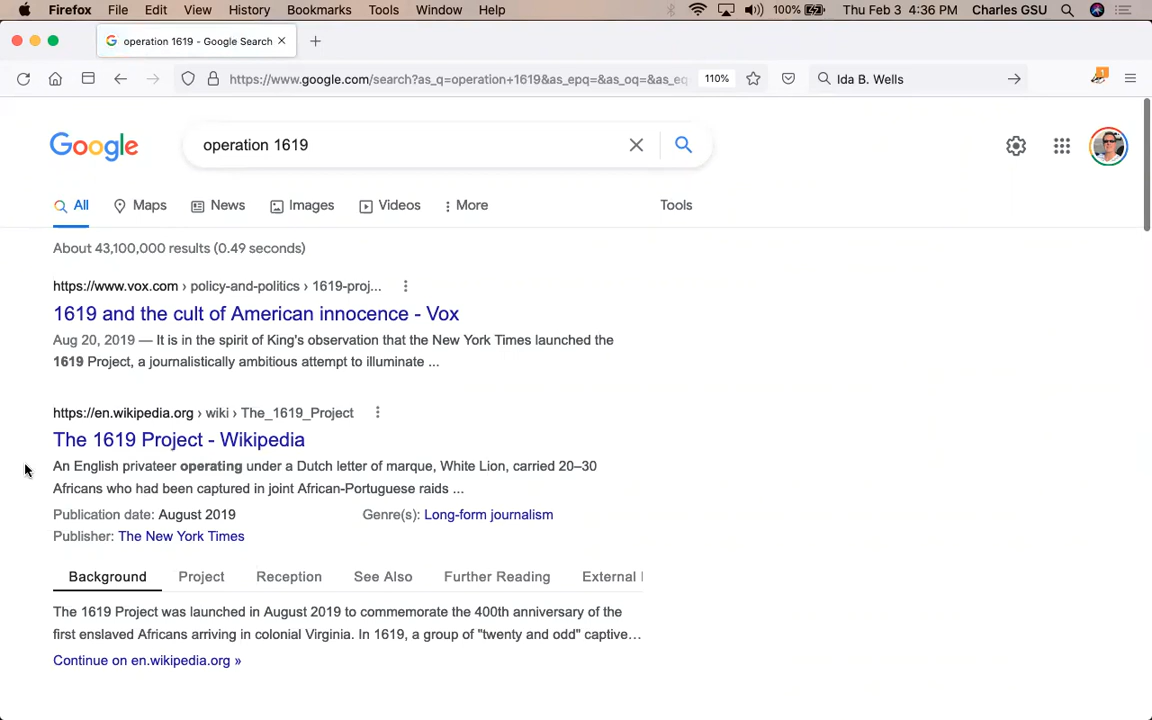 Firefox File Edit View History Bookmarks Tools Window Help 100% Thu Feb 3 4:36 PM Charles GSU
operation 1619 - Google Search
https://www.google.com/search?as_q=operation+1619&as_epq=&as_oq=&as_eq 110% Ida B. Wells 1
Google operation 1619
All Maps News Images Videos More Tools
About 43,100,000 results (0.49 seconds)
https://www.vox.com › policy-and-politics › 1619-proj...
1619 and the cult of American innocence - Vox
Aug 20, 2019 — It is in the spirit of King's observation that the New York Times launched the
1619 Project, a journalistically ambitious attempt to illuminate ...
https://en.wikipedia.org › wiki › The_1619_Project
The 1619 Project - Wikipedia
An English privateer operating under a Dutch letter of marque, White Lion, carried 20–30
Africans who had been captured in joint African-Portuguese raids ...
Publication date: August 2019 Genre(s): Long-form journalism
Publisher: The New York Times
Background Project Reception See Also Further Reading External
The 1619 Project was launched in August 2019 to commemorate the 400th anniversary of the
first enslaved Africans arriving in colonial Virginia. In 1619, a group of "twenty and odd" captive...
Continue on en.wikipedia.org »